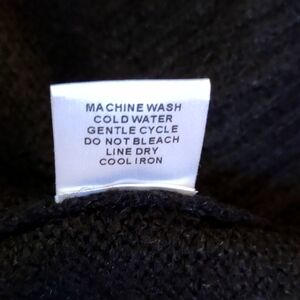 MACHINE WASH
COLD WATER
GENTLE CYCLE
DO NOT BLEACH
LINE DRY
COOL IRON